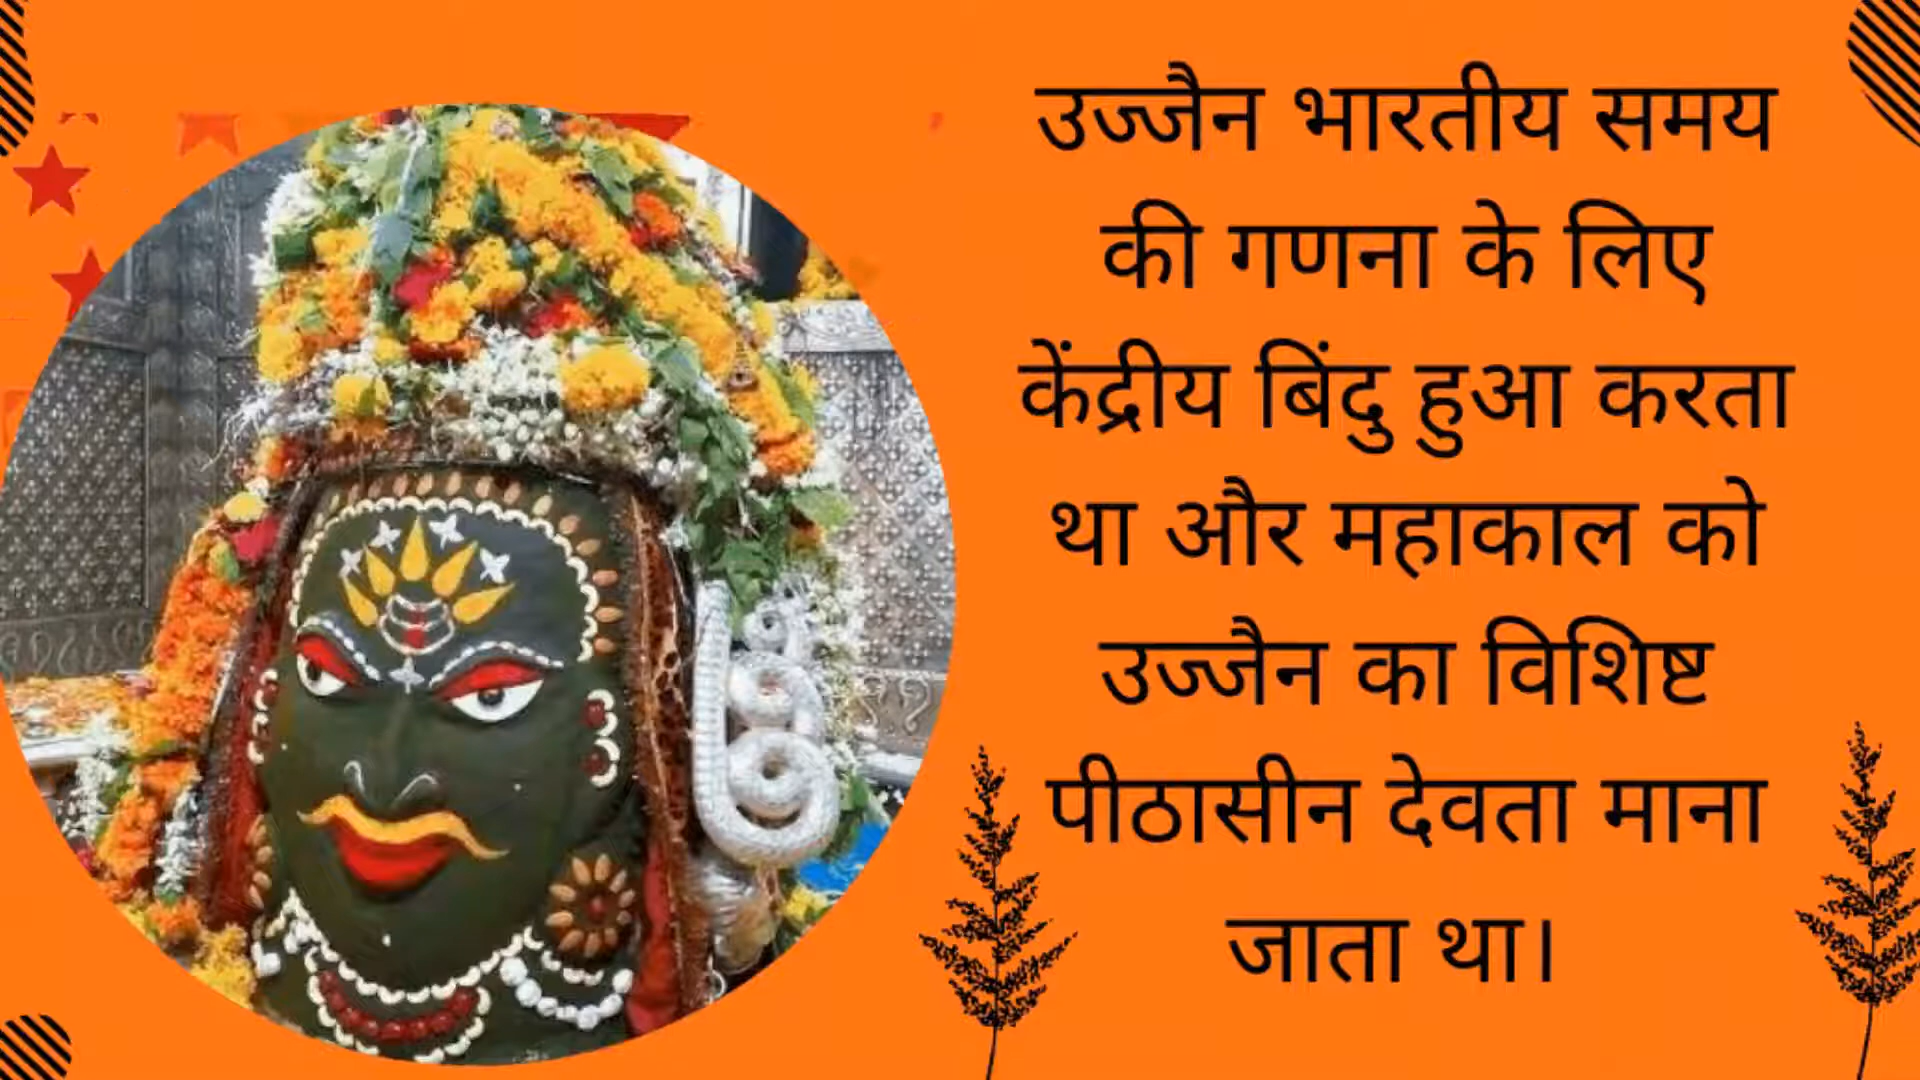 उज्जैन भारतीय समय
की गणना के लिए
केंद्रीय बिंदु हुआ करता
था और महाकाल को
उज्जैन का विशिष्ट
पीठासीन देवता माना
जाता था।